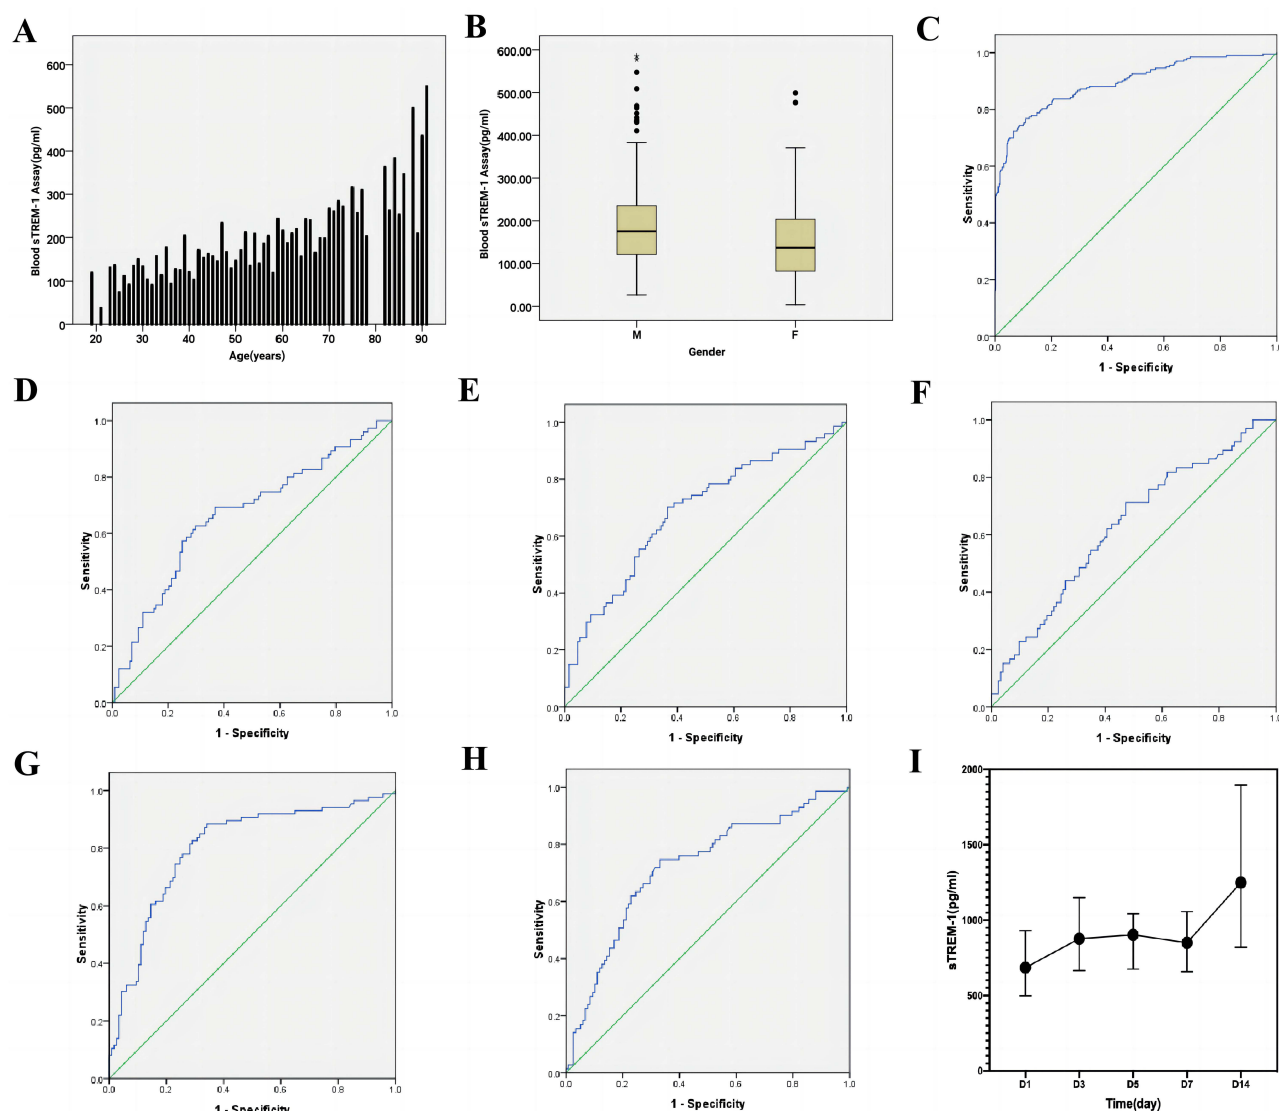 A
600
500
400
300
200
100
0
20 30 40 50 60 70 80 90
Blood sTREM-1 Assay(pg/ml)
Age(years)
B
600.00
500.00
400.00
300.00
200.00
100.00
0.00
M F
Blood sTREM-1 Assay(pg/ml)
Gender
C
1.0
0.8
0.6
0.4
0.2
0.0
0.0 0.2 0.4 0.6 0.8 1.0
Sensitivity
1 - Specificity
D
1.0
0.8
0.6
0.4
0.2
0.0
0.0 0.2 0.4 0.6 0.8 1.0
Sensitivity
1 - Specificity
E
1.0
0.8
0.6
0.4
0.2
0.0
0.0 0.2 0.4 0.6 0.8 1.0
Sensitivity
1 - Specificity
F
1.0
0.8
0.6
0.4
0.2
0.0
0.0 0.2 0.4 0.6 0.8 1.0
Sensitivity
1 - Specificity
G
1.0
0.8
0.6
0.4
0.2
0.0
0.0 0.2 0.4 0.6 0.8 1.0
Sensitivity
1 - Specificity
H
1.0
0.8
0.6
0.4
0.2
0.0
0.0 0.2 0.4 0.6 0.8 1.0
Sensitivity
1 - Specificity
I
2000
1500
1000
500
0
D1 D3 D5 D7 D14
sTREM-1(pg/ml)
Time(day)